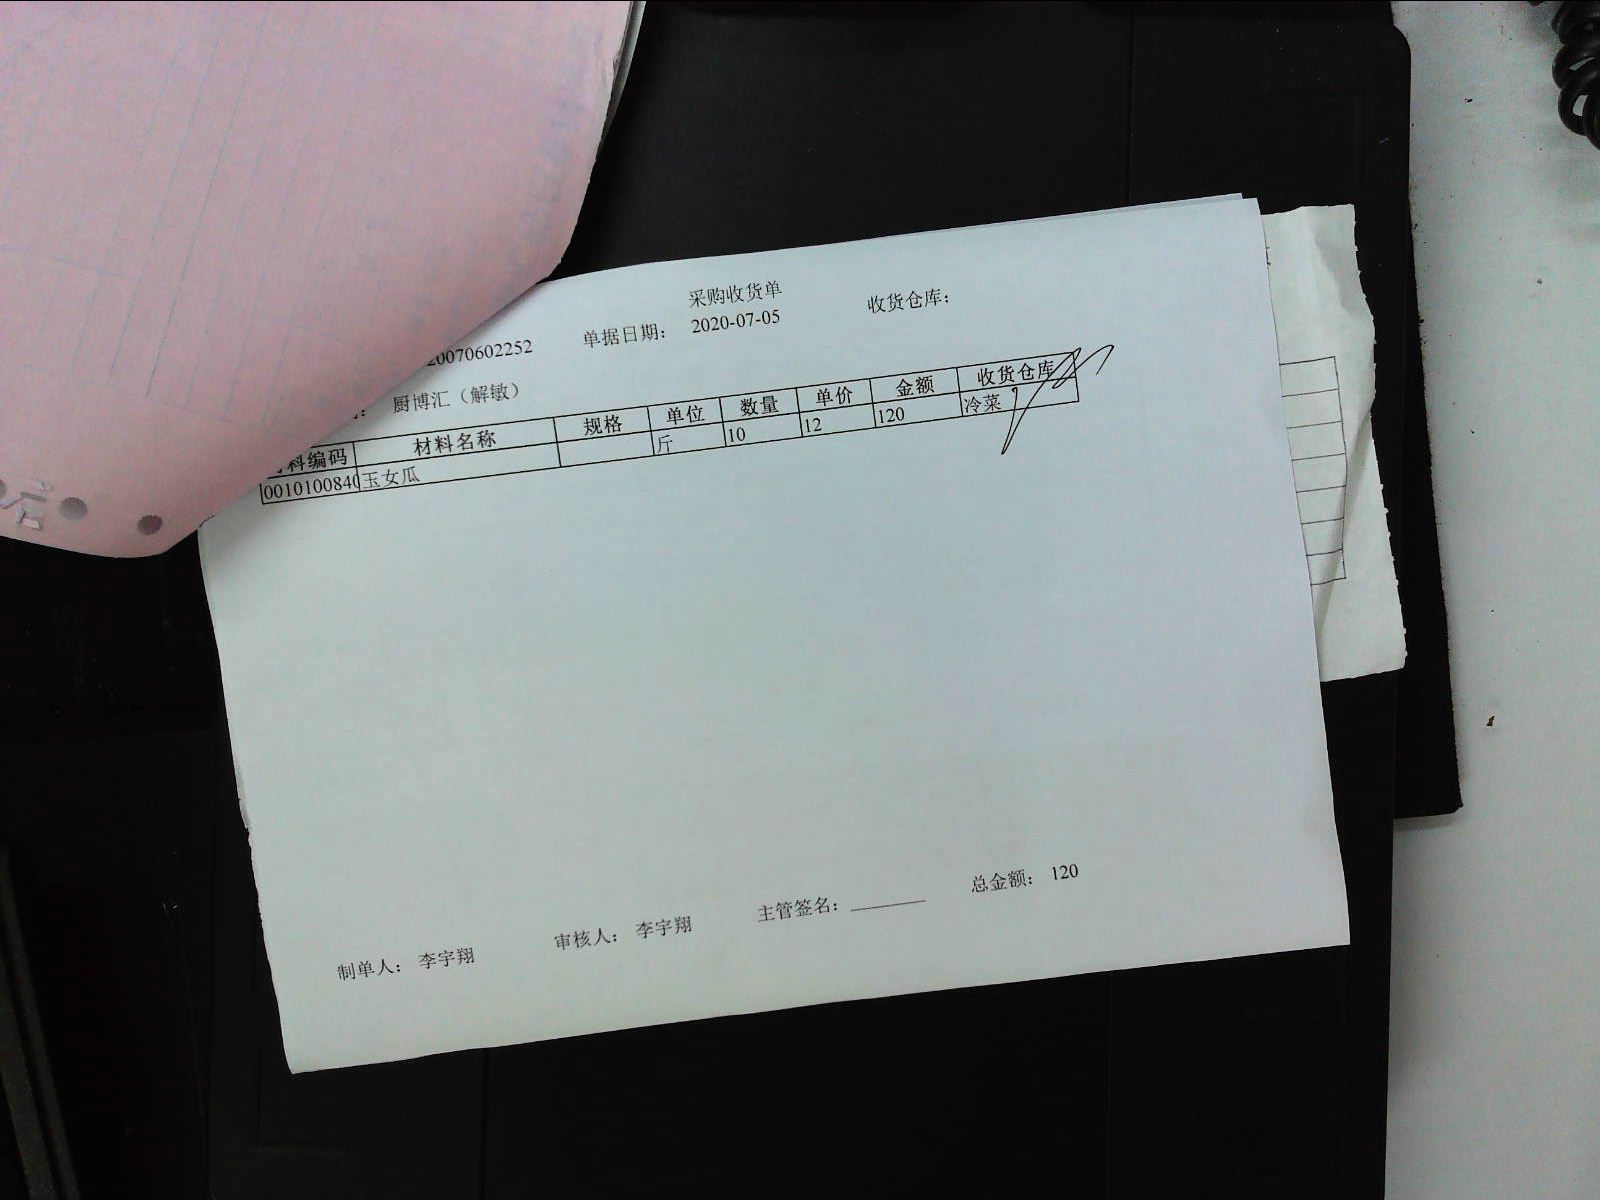 采购收货单
20070602252 单据日期： 2020-07-05 收货仓库：
厨博汇（解敏）
料编码 材料名称 规格 单位 数量 单价 金额 收货仓库
0010100840 玉女瓜 斤 10 12 120 冷菜
制单人： 李宇翔 审核人： 李宇翔 主管签名： 总金额： 120